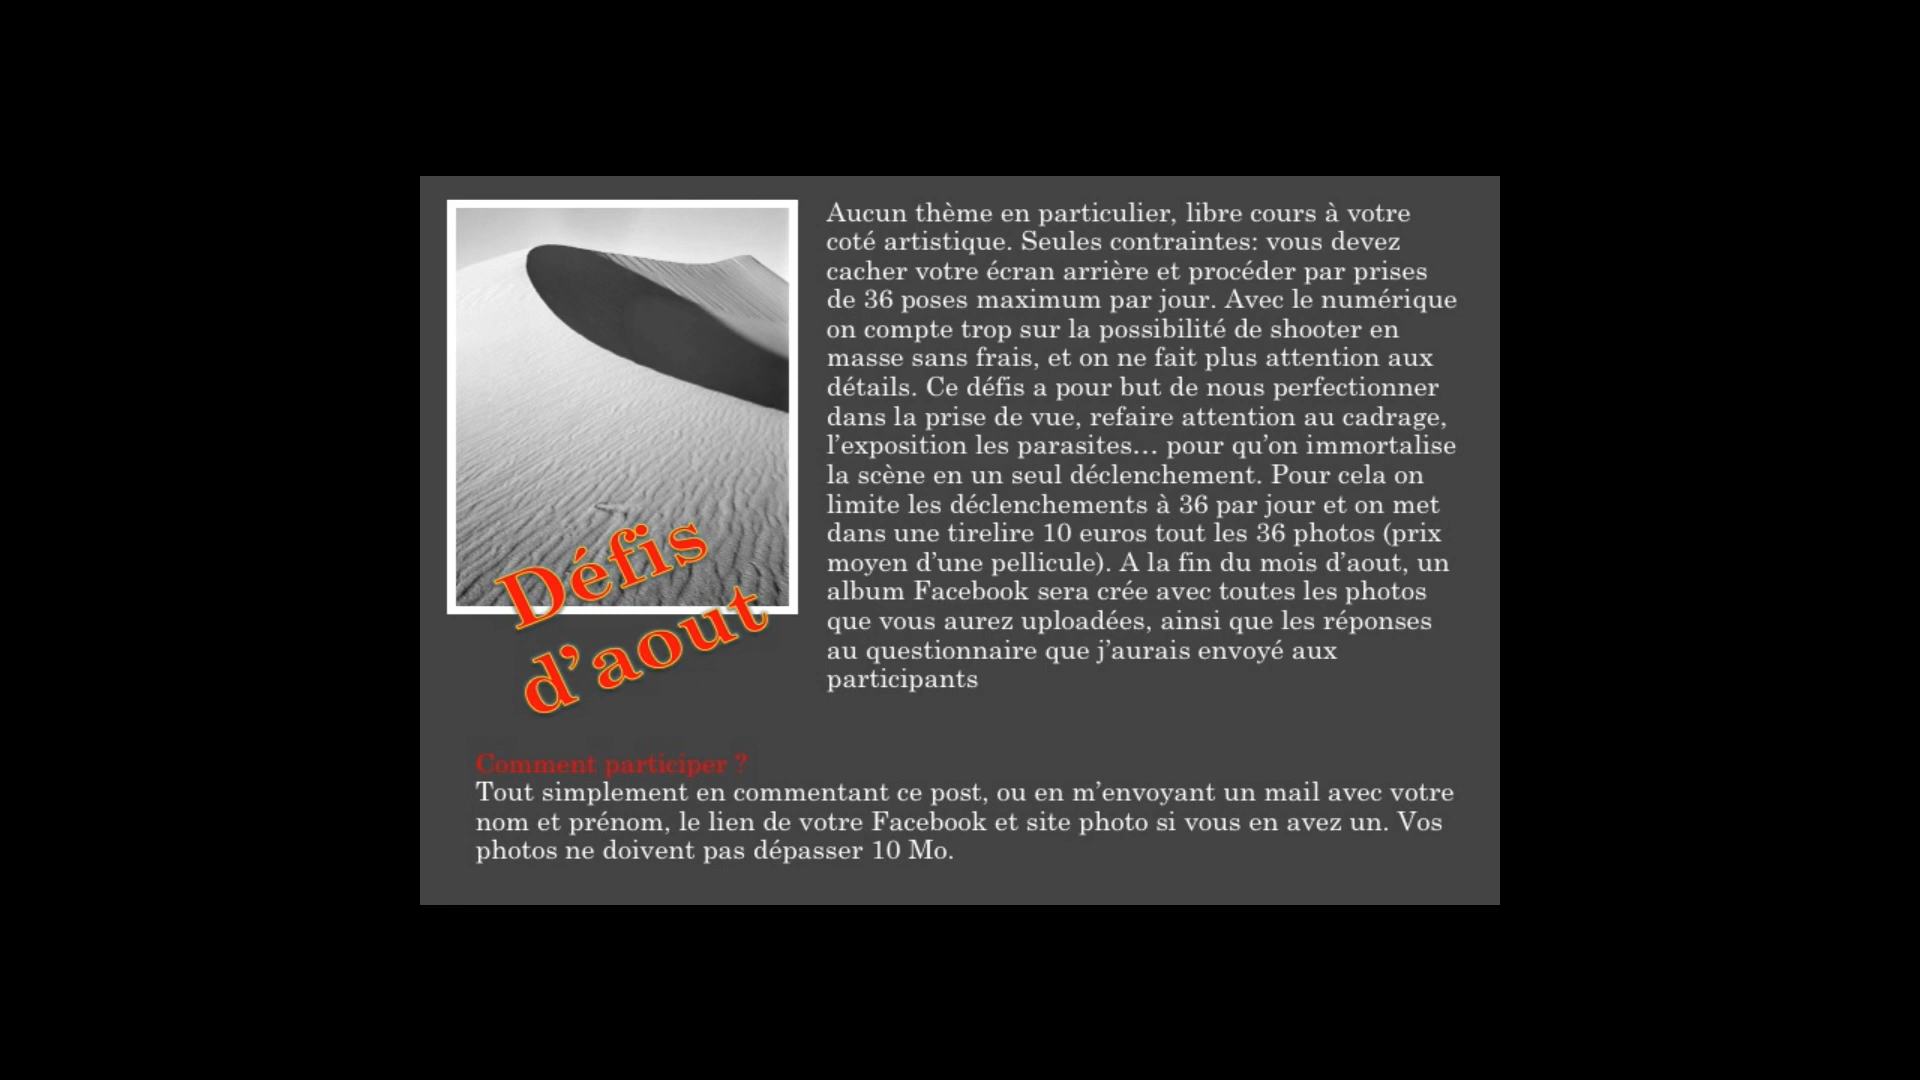 Aucun thème en particulier, libre cours à votre
coté artistique. Seules contraintes: vous devez
cacher votre écran arrière et procéder par prises
de 36 poses maximum par jour. Avec le numérique
on compte trop sur la possibilité de shooter en
masse sans frais, et on ne fait plus attention aux
détails. Ce défis a pour but de nous perfectionner
dans la prise de vue, refaire attention au cadrage,
l’exposition les parasites… pour qu’on immortalise
la scène en un seul déclenchement. Pour cela on
limite les déclenchements à 36 par jour et on met
dans une tirelire 10 euros tout les 36 photos (prix
moyen d’une pellicule). A la fin du mois d’aout, un
album Facebook sera crée avec toutes les photos
que vous aurez uploadées, ainsi que les réponses
au questionnaire que j’aurais envoyé aux
participants
Défis
d’aout
Comment participer ?
Tout simplement en commentant ce post, ou en m’envoyant un mail avec votre
nom et prénom, le lien de votre Facebook et site photo si vous en avez un. Vos
photos ne doivent pas dépasser 10 Mo.